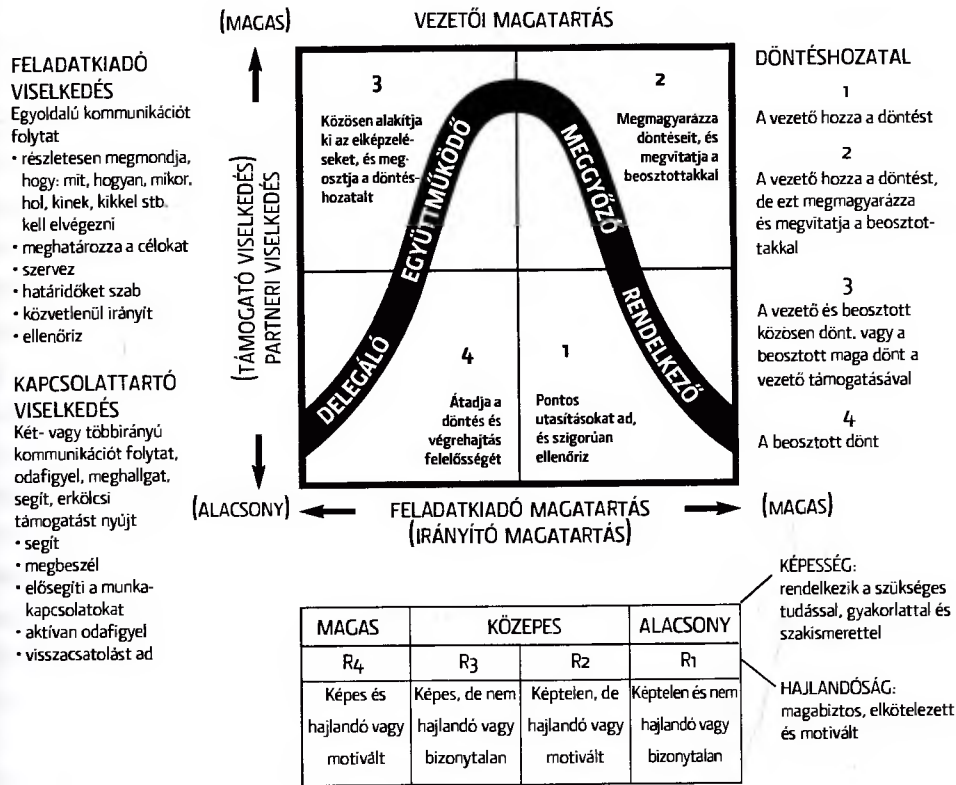 (MAGAS)
VEZETŐI MAGATARTÁS
FELADATKIADÓ
VISELKEDÉS
Egyoldalú kommunikációt
folytat
• részletesen megmondja,
hogy: mit, hogyan, mikor,
hol, kinek, kikkel stb.
kell elvégezni
• meghatározza a célokat
• szervez
• határidőket szab
• közvetlenül irányít
• ellenőriz
KAPCSOLATTARTÓ
VISELKEDÉS
Két- vagy többirányú
kommunikációt folytat,
odafigyel, meghallgat,
segít, erkölcsi
támogatást nyújt
• segít
• megbeszél
• elősegíti a munka-
kapcsolatokat
• aktívan odafigyel
• visszacsatolást ad
(TÁMOGATÓ VISELKEDÉS)
PARTNERI VISELKEDÉS
3
Közösen alakítja
ki az elképzelé-
seket, és meg-
osztja a döntés-
hozatalt
2
Megmagyarázza
döntéseit, és
megvitatja a
beosztottakkal
DELEGÁLÓ
EGYÜTTMŰKÖDŐ
MEGGYŐZŐ
RENDELKEZŐ
4
Átadja a
döntés és
végrehajtás
felelősségét
1
Pontos
utasításokat ad,
és szigorúan
ellenőriz
(ALACSONY)
FELADATKIADÓ MAGATARTÁS
(IRÁNYÍTÓ MAGATARTÁS)
(MAGAS)
DÖNTÉSHOZATAL
1
A vezető hozza a döntést
2
A vezető hozza a döntést,
de ezt megmagyarázza
és megvitatja a beosztot-
takkal
3
A vezető és beosztott
közösen dönt, vagy a
beosztott maga dönt a
vezető támogatásával
4
A beosztott dönt
MAGAS KÖZEPES ALACSONY
R4 R3 R2 R1
Képes és Képes, de nem Képtelen, de Képtelen és nem
hajlandó vagy hajlandó vagy hajlandó vagy hajlandó vagy
motivált bizonytalan motivált bizonytalan
KÉPESSÉG:
rendelkezik a szükséges
tudással, gyakorlattal és
szakismerettel
HAJLANDÓSÁG:
magabiztos, elkötelezett
és motivált